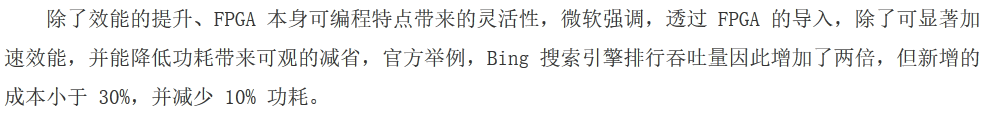 除了效能的提升、FPGA 本身可编程特点带来的灵活性，微软强调，透过 FPGA 的导入，除了可显著加
速效能，并能降低功耗带来可观的减省，官方举例，Bing 搜索引擎排行吞吐量因此增加了两倍，但新增的
成本小于 30%，并减少 10% 功耗。